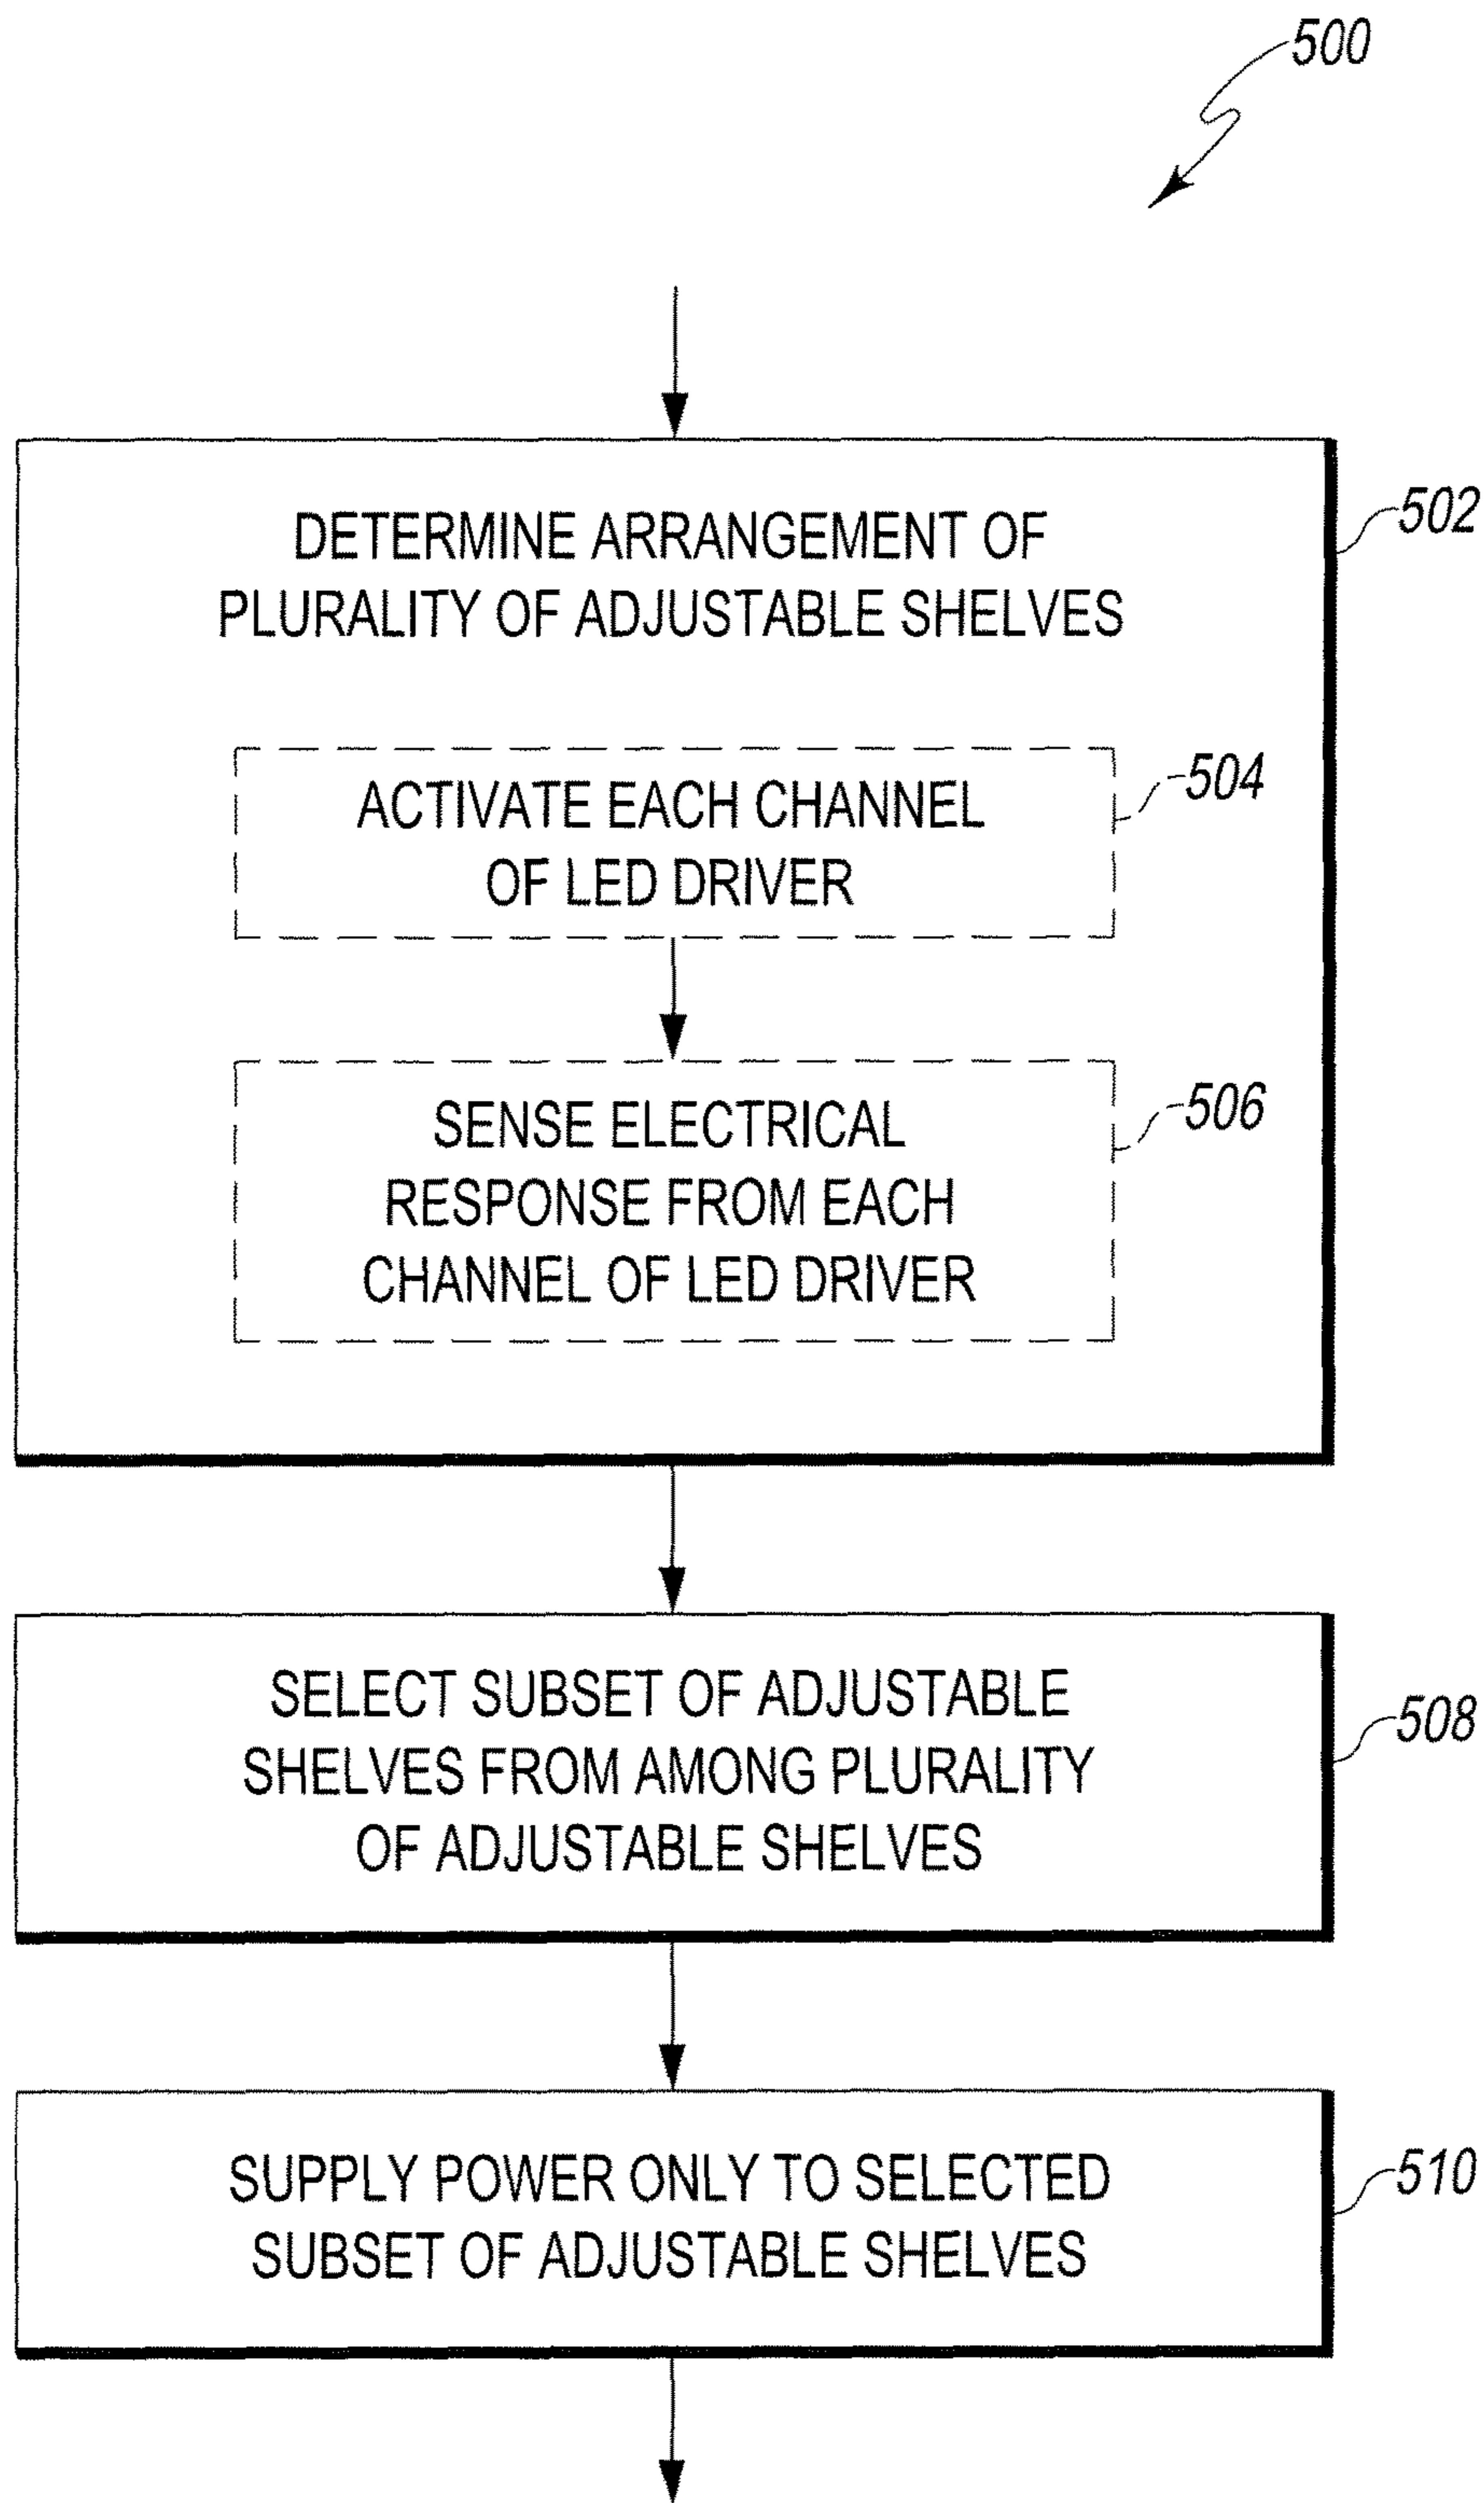 500
DETERMINE ARRANGEMENT OF
PLURALITY OF ADJUSTABLE SHELVES
502
ACTIVATE EACH CHANNEL
OF LED DRIVER
504
SENSE ELECTRICAL
RESPONSE FROM EACH
CHANNEL OF LED DRIVER
506
SELECT SUBSET OF ADJUSTABLE
SHELVES FROM AMONG PLURALITY
OF ADJUSTABLE SHELVES
508
SUPPLY POWER ONLY TO SELECTED
SUBSET OF ADJUSTABLE SHELVES
510